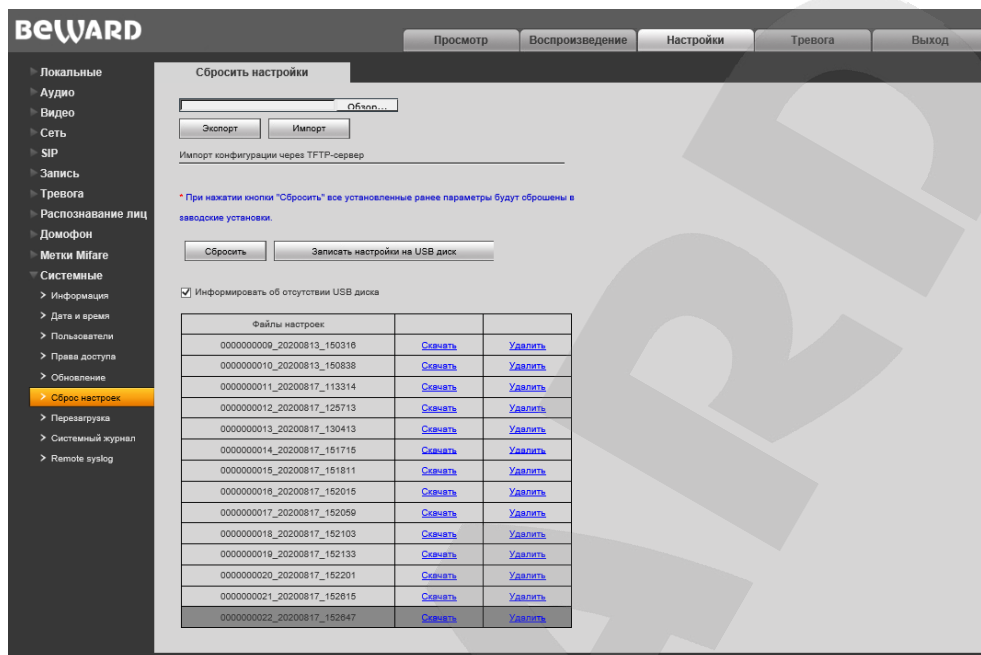 BEWARD
Просмотр Воспроизведение Настройки Тревога Выход
Локальные
Аудио
Видео
Сеть
SIP
Запись
Тревога
Распознавание лиц
Домофон
Метки Mifare
Системные
Информация
Дата и время
Пользователи
Права доступа
Обновление
Сброс настроек
Перезагрузка
Системный журнал
Remote syslog
Сбросить настройки
Обзор...
Экспорт Импорт
Импорт конфигурации через TFTP-сервер
* При нажатии кнопки "Сбросить" все установленные ранее параметры будут сброшены в
заводские установки.
Сбросить Записать настройки на USB диск
Информировать об отсутствии USB диска
Файлы настроек
0000000009_20200813_150316 Скачать Удалить
0000000010_20200813_150838 Скачать Удалить
0000000011_20200817_113314 Скачать Удалить
0000000012_20200817_125713 Скачать Удалить
0000000013_20200817_130413 Скачать Удалить
0000000014_20200817_151715 Скачать Удалить
0000000015_20200817_151811 Скачать Удалить
0000000016_20200817_152015 Скачать Удалить
0000000017_20200817_152059 Скачать Удалить
0000000018_20200817_152103 Скачать Удалить
0000000019_20200817_152133 Скачать Удалить
0000000020_20200817_152201 Скачать Удалить
0000000021_20200817_152615 Скачать Удалить
0000000022_20200817_152647 Скачать Удалить
ARD